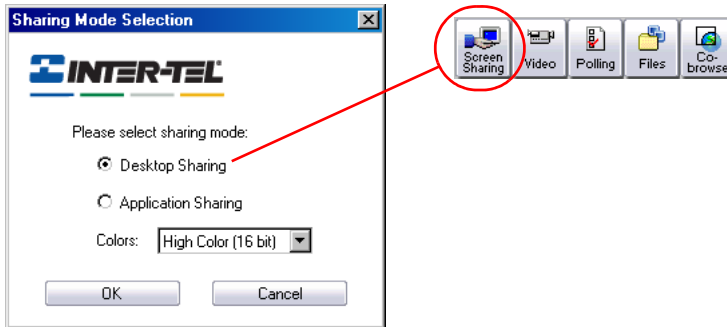 Sharing Mode Selection
INTER-TEL
Please select sharing mode:
Desktop Sharing
Application Sharing
Colors: High Color (16 bit)
OK Cancel
Screen
Sharing
Video
Polling
Files
Co-
browse